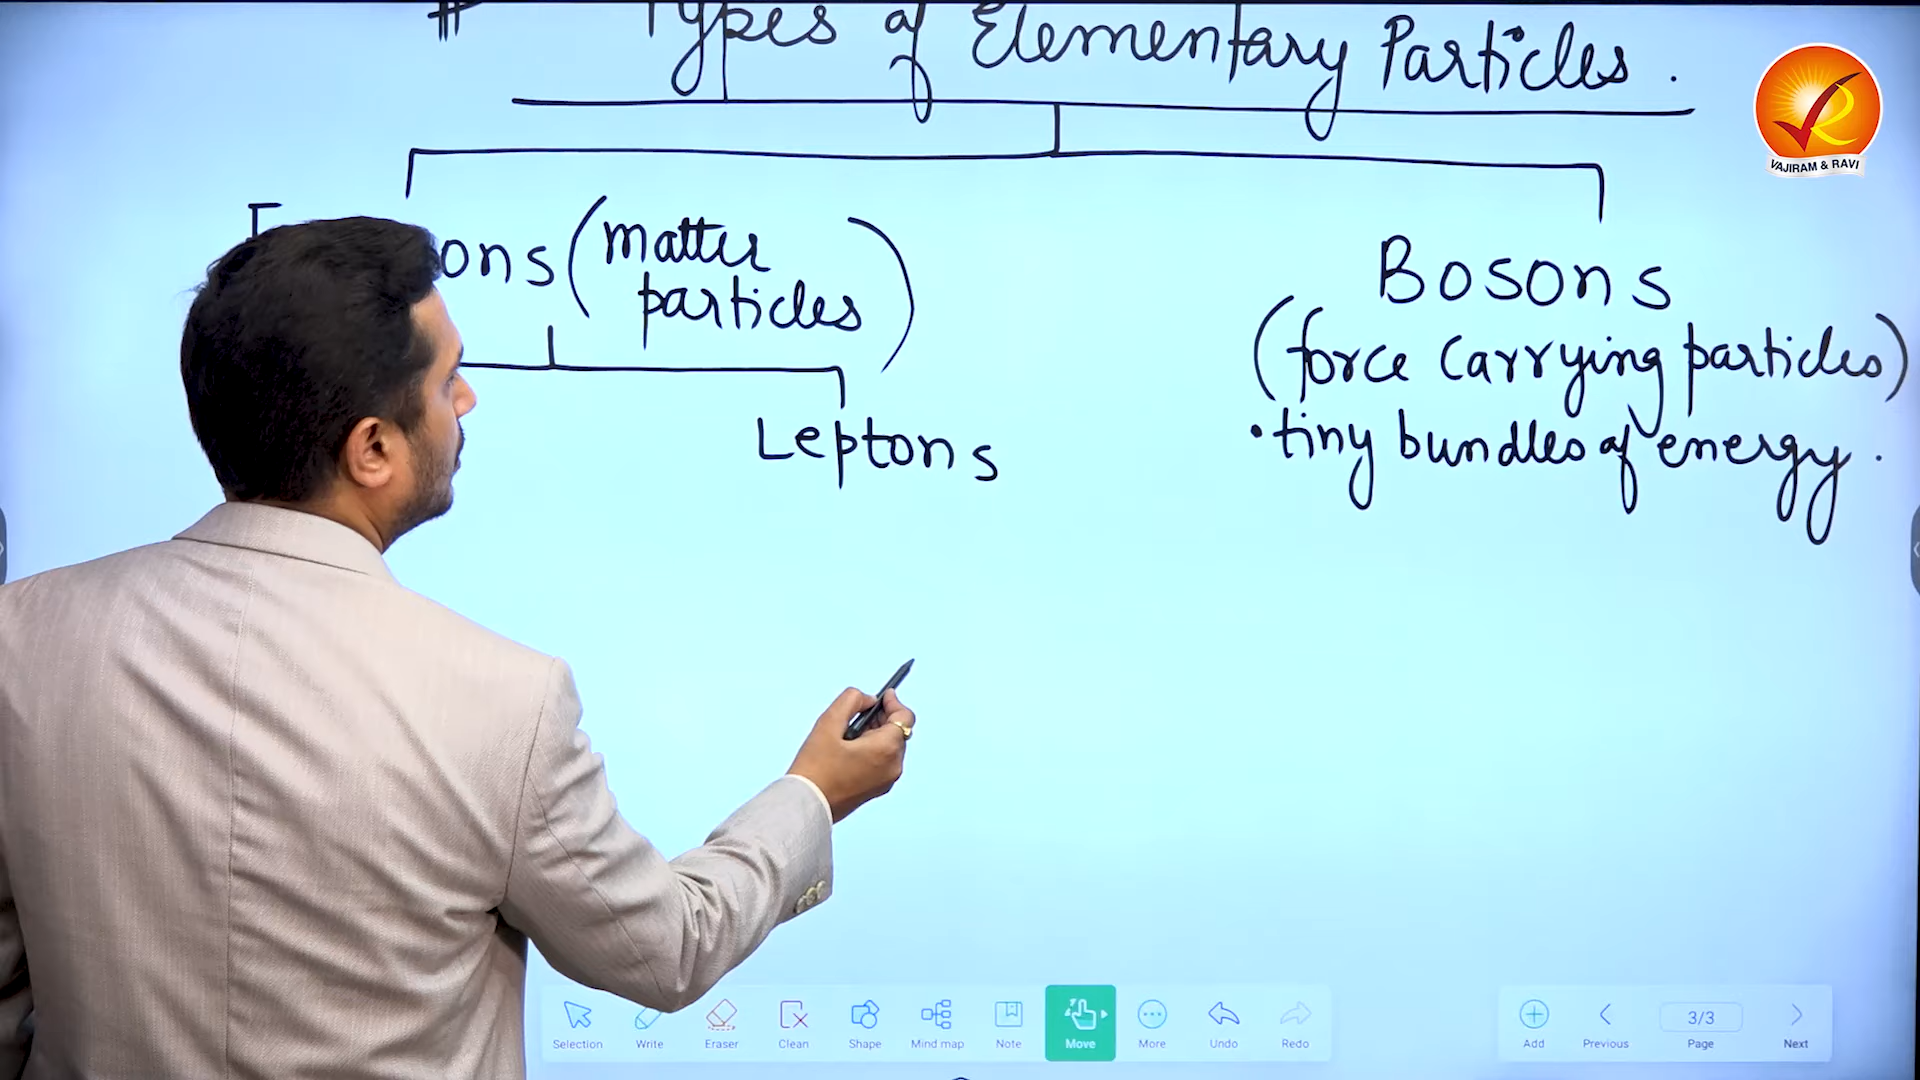 # Types of Elementary Particles.
VAJIRAM & RAVI
ons (matter
particles)
Bosons
(force carrying particles)
• tiny bundles of energy.
Leptons
Selection Write Eraser Clean Shape Mind map Note Move More Undo Redo
Add Previous 3/3 Page Next